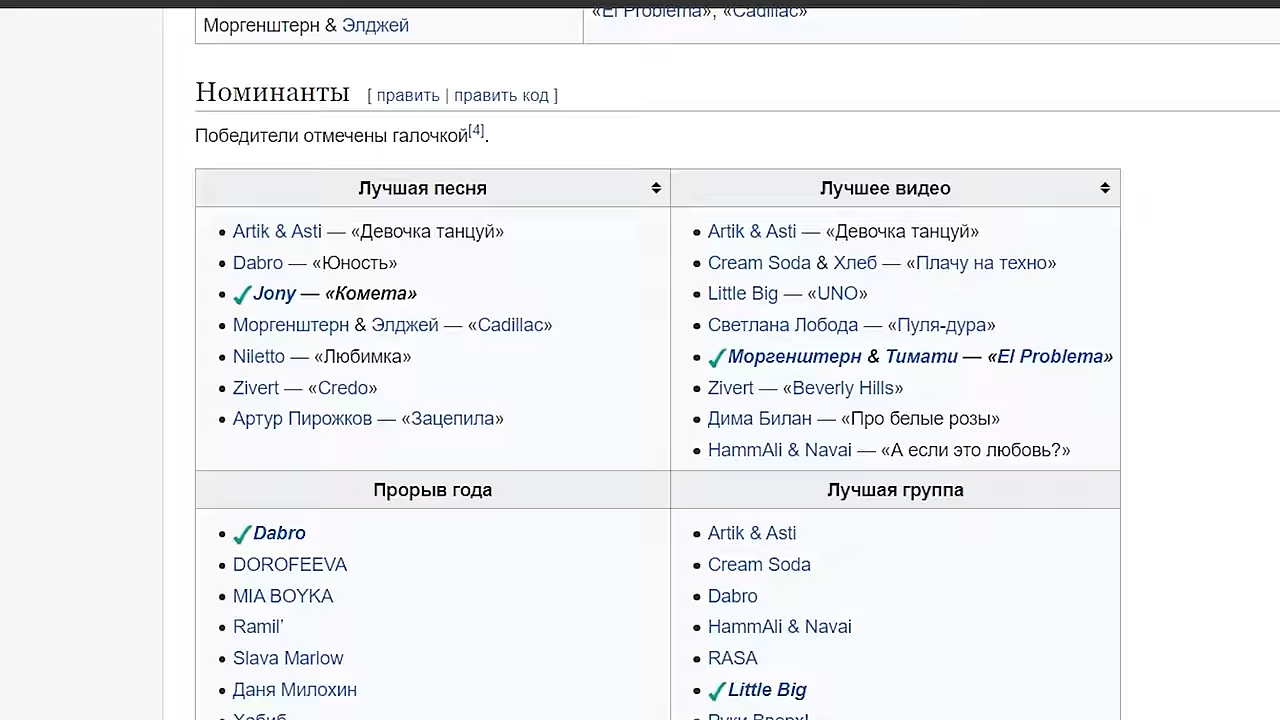 «El Problema», «Cadillac»
Моргенштерн & Элджей
Номинанты [ править | править код ]
Победители отмечены галочкой[4].
Лучшая песня
Artik & Asti — «Девочка танцуй»
Dabro — «Юность»
Jony — «Комета»
Моргенштерн & Элджей — «Cadillac»
Niletto — «Любимка»
Zivert — «Credo»
Артур Пирожков — «Зацепила»
Лучшее видео
Artik & Asti — «Девочка танцуй»
Cream Soda & Хлеб — «Плачу на техно»
Little Big — «UNO»
Светлана Лобода — «Пуля-дура»
Моргенштерн & Тимати — «El Problema»
Zivert — «Beverly Hills»
Дима Билан — «Про белые розы»
HammAli & Navai — «А если это любовь?»
Прорыв года
Dabro
DOROFEEVA
MIA BOYKA
Ramil’
Slava Marlow
Даня Милохин
Хабиб
Лучшая группа
Artik & Asti
Cream Soda
Dabro
HammAli & Navai
RASA
Little Big
Руки Вверх!